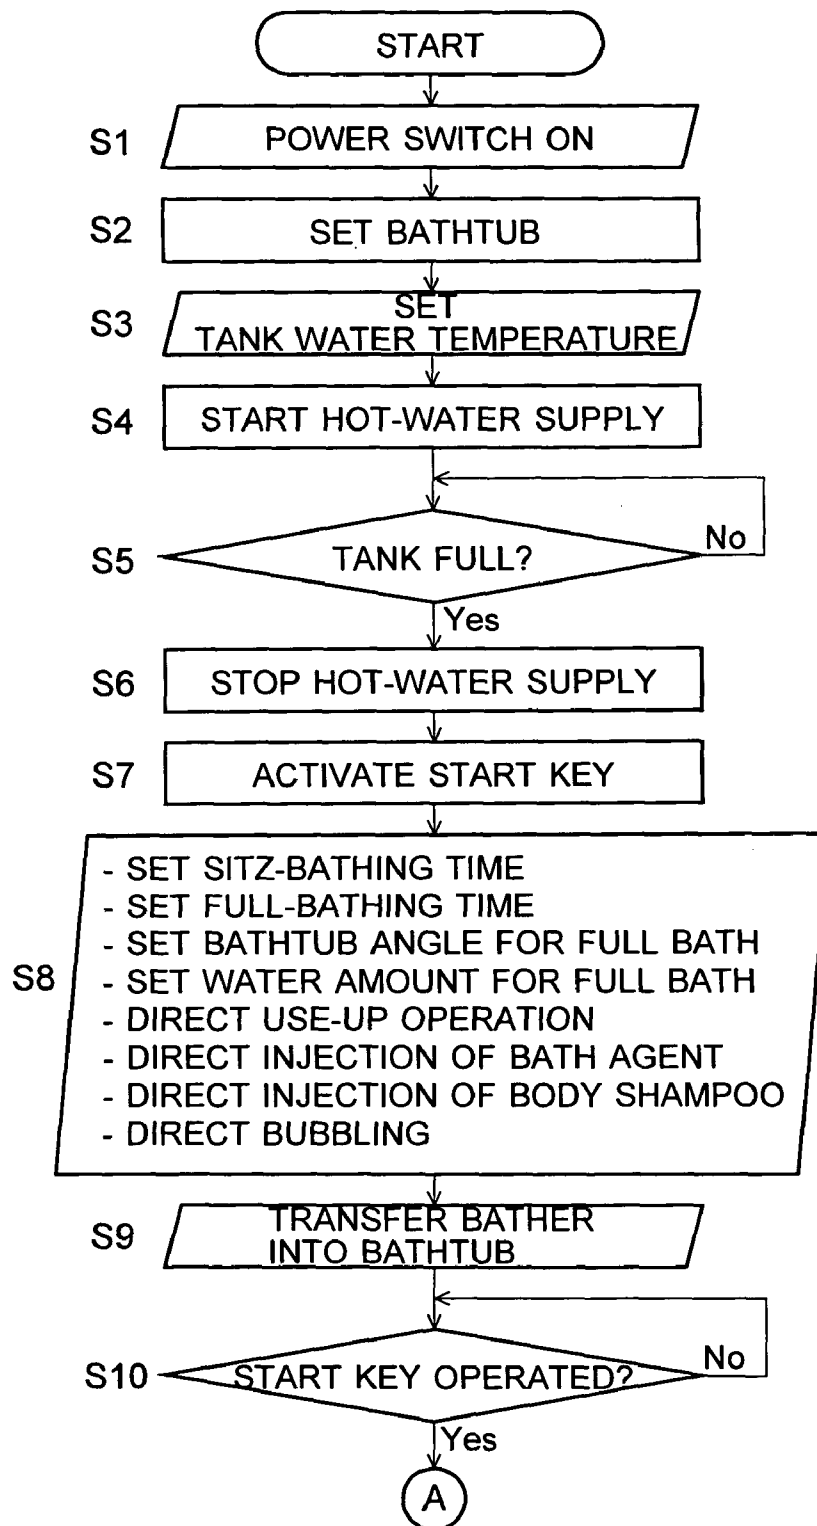 START
S1
POWER SWITCH ON
S2
SET BATHTUB
S3
SET
TANK WATER TEMPERATURE
S4
START HOT-WATER SUPPLY
S5
TANK FULL?
No
Yes
S6
STOP HOT-WATER SUPPLY
S7
ACTIVATE START KEY
S8
- SET SITZ-BATHING TIME
- SET FULL-BATHING TIME
- SET BATHTUB ANGLE FOR FULL BATH
- SET WATER AMOUNT FOR FULL BATH
- DIRECT USE-UP OPERATION
- DIRECT INJECTION OF BATH AGENT
- DIRECT INJECTION OF BODY SHAMPOO
- DIRECT BUBBLING
S9
TRANSFER BATHER
INTO BATHTUB
S10
START KEY OPERATED?
No
Yes
A